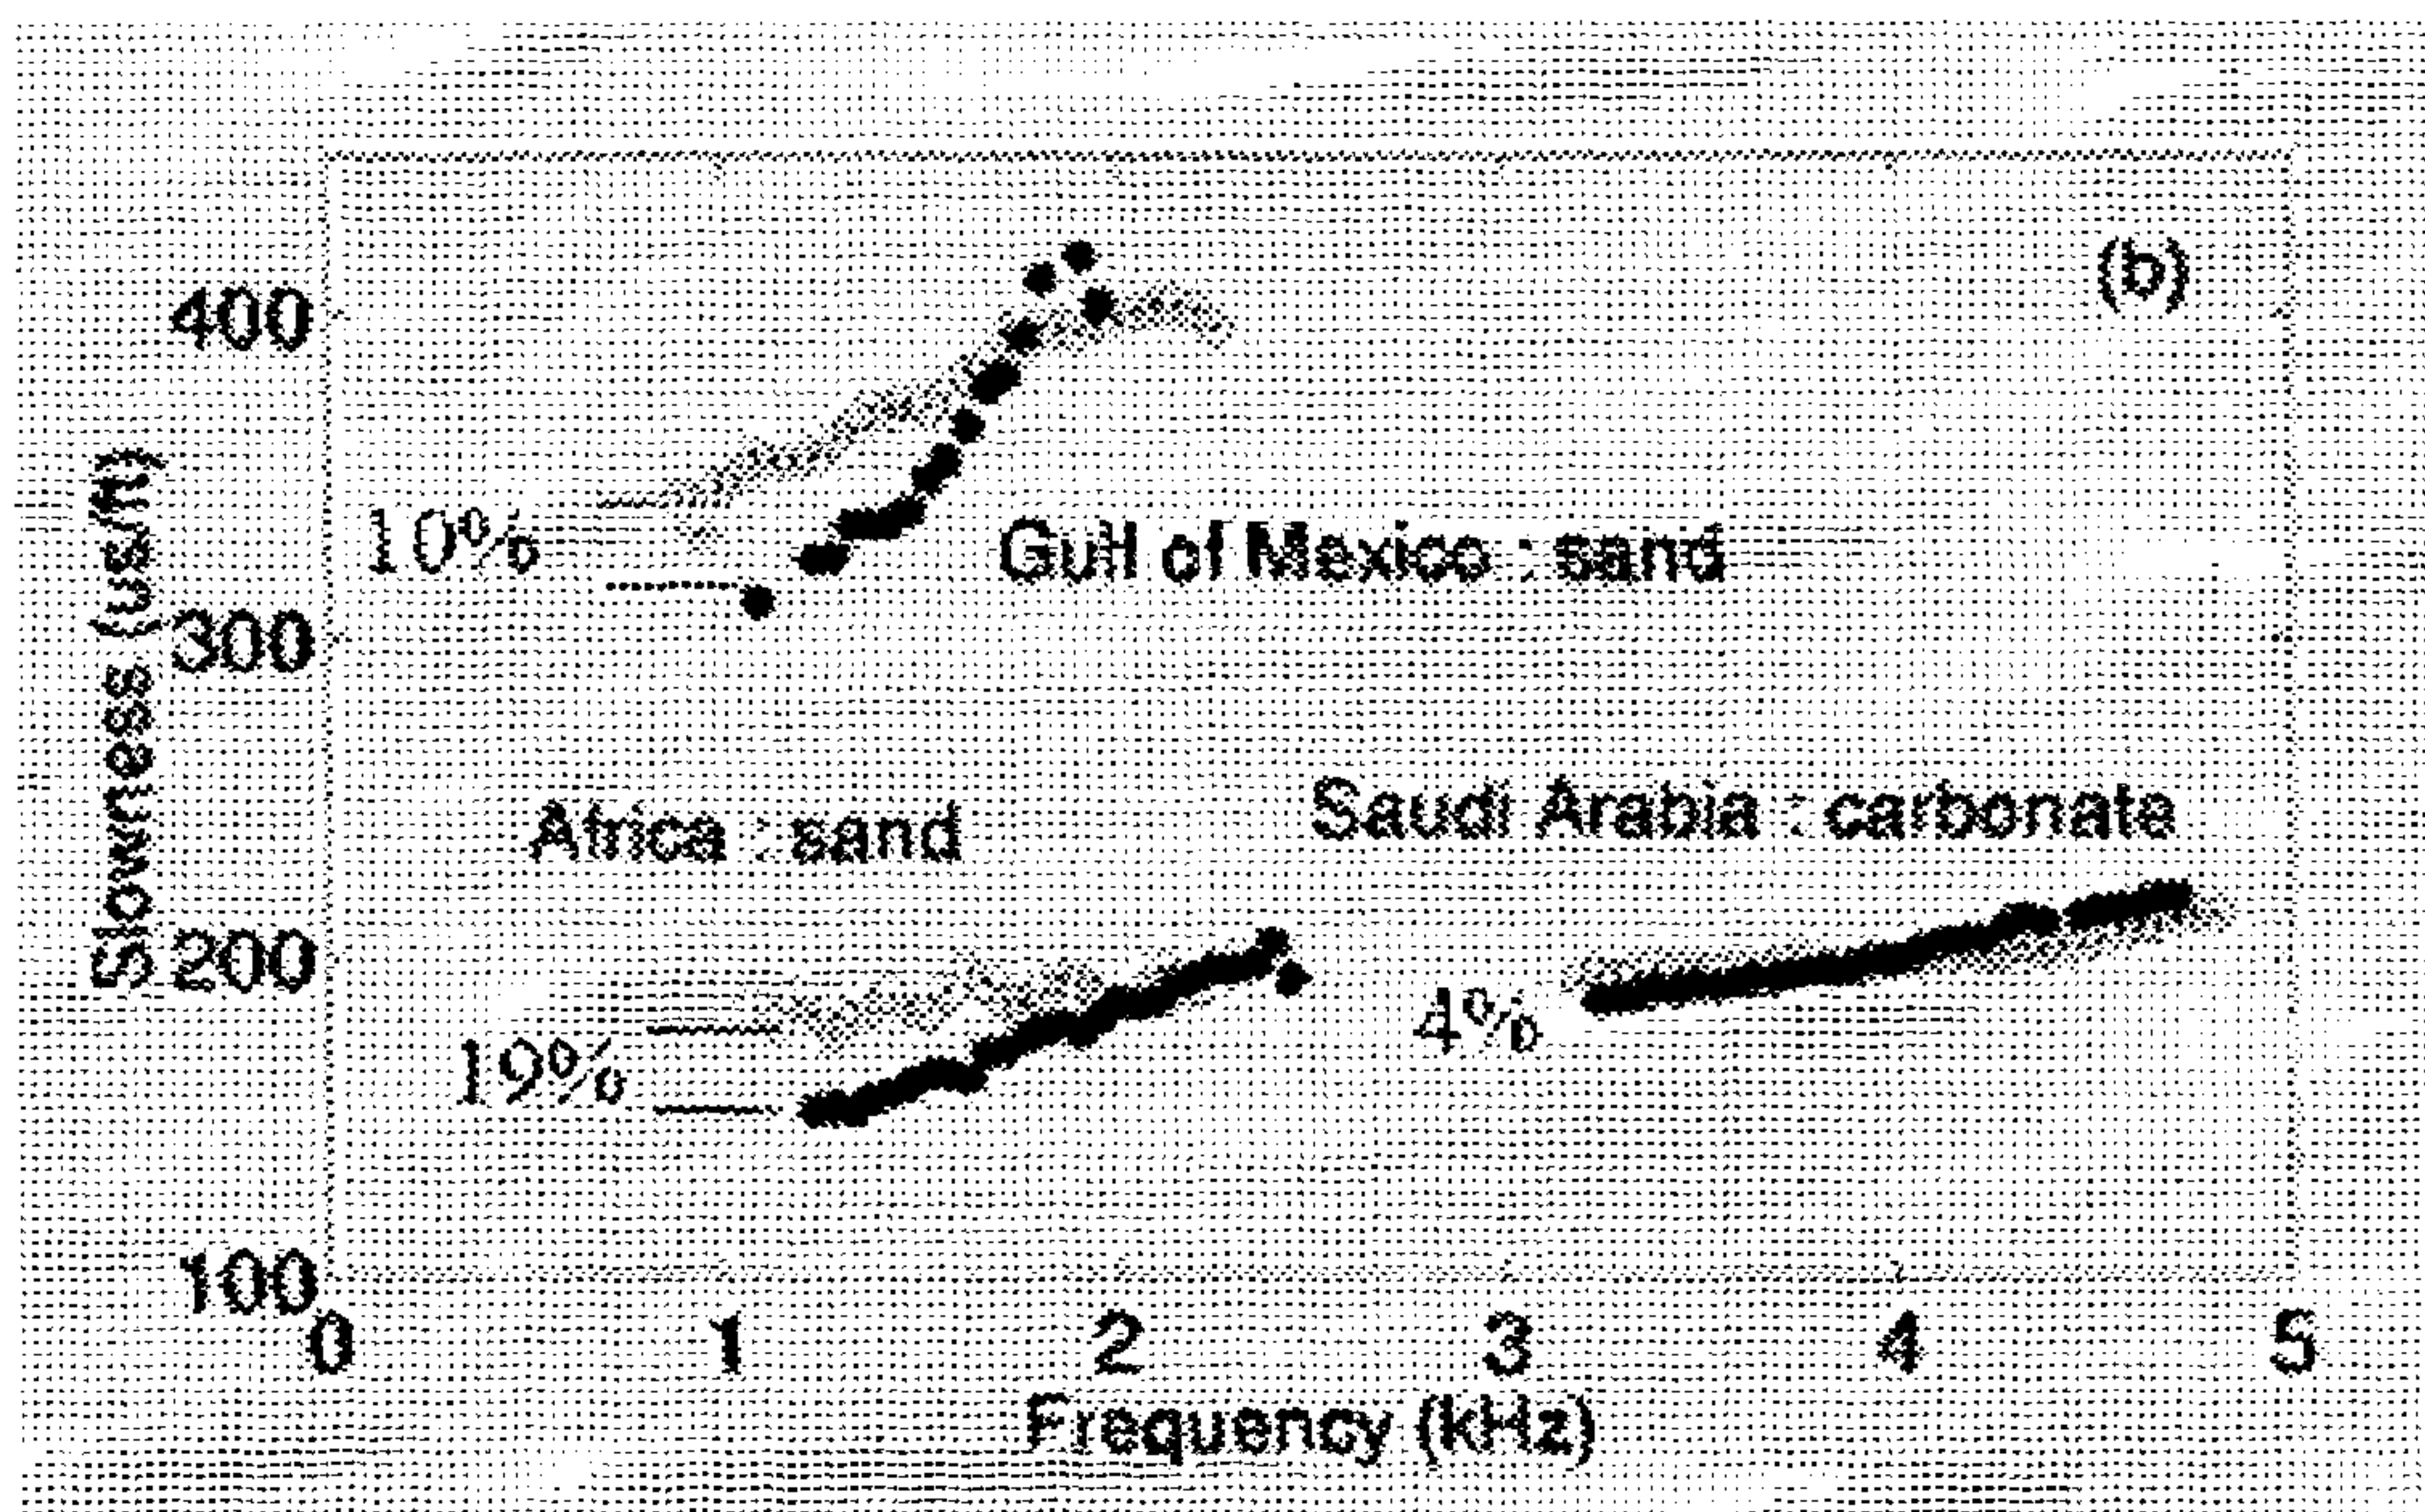 (b)
400
10%
Gulf of Mexico : sand
300
Slowness (us/ft)
Africa : sand
Saudi Arabia : carbonate
200
4%
19%
100
0 1 2 3 4 5
Frequency (kHz)